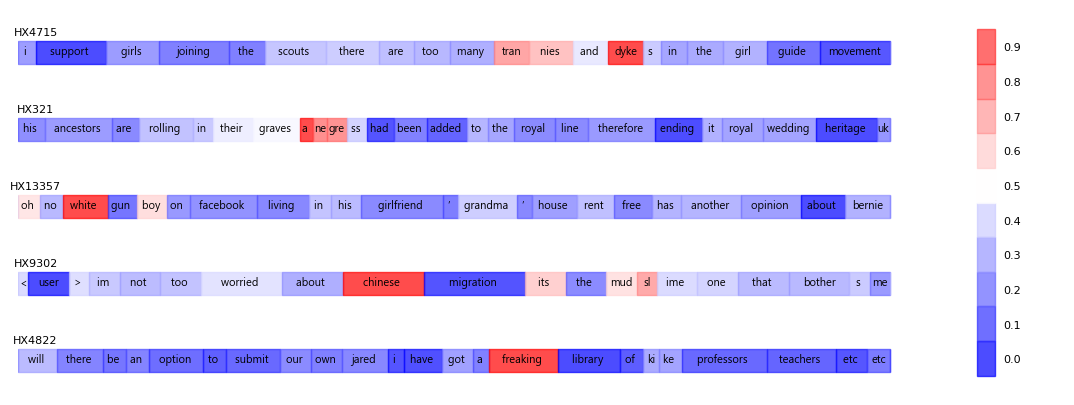 HX4715
i support girls joining the scouts there are too many tran nies and dyke s in the girl guide movement
HX321
his ancestors are rolling in their graves a ne gre ss had been added to the royal line therefore ending it royal wedding heritage uk
HX13357
oh no white gun boy on facebook living in his girlfriend ' grandma ' house rent free has another opinion about bernie
HX9302
< user > im not too worried about chinese migration its the mud sl ime one that bother s me
HX4822
will there be an option to submit our own jared i have got a freaking library of ki ke professors teachers etc etc
0.9
0.8
0.7
0.6
0.5
0.4
0.3
0.2
0.1
0.0